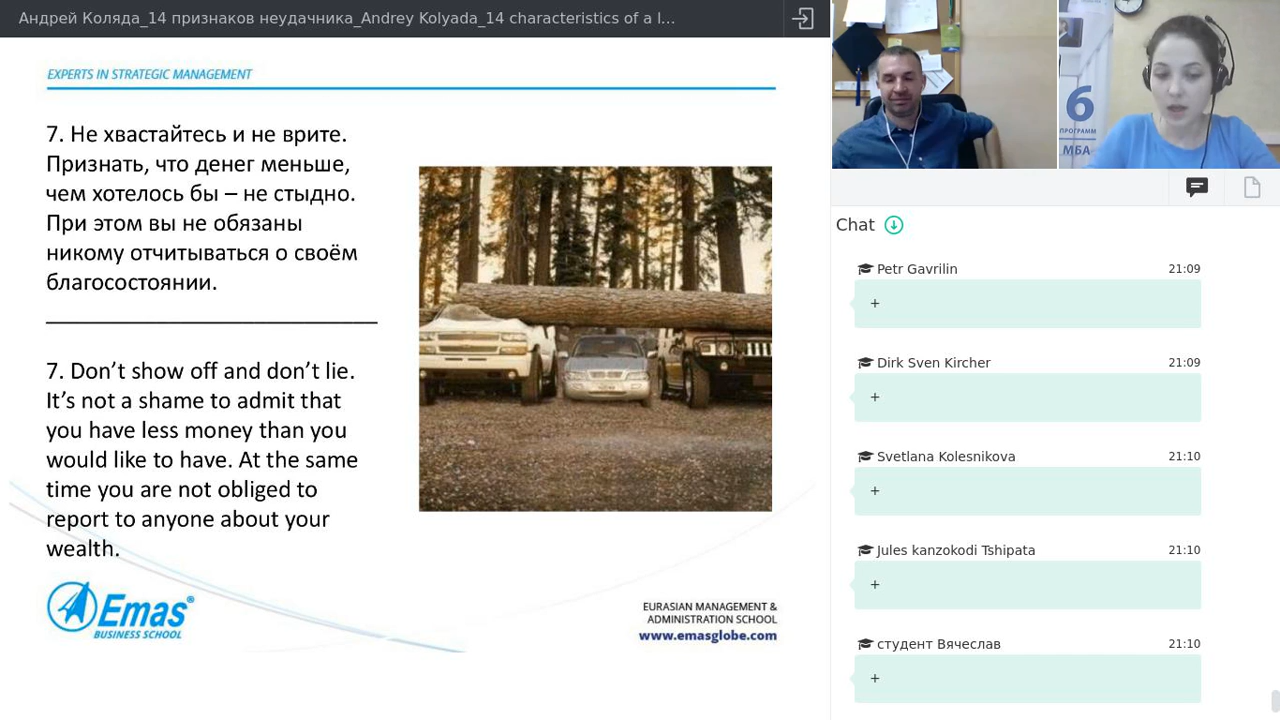 Андрей Коляда_14 признаков неудачника_Andrey Kolyada_14 characteristics of a l...
EXPERTS IN STRATEGIC MANAGEMENT
7. Не хвастайтесь и не врите.
Признать, что денег меньше,
чем хотелось бы – не стыдно.
При этом вы не обязаны
никому отчитываться о своём
благосостоянии.
7. Don’t show off and don’t lie.
It’s not a shame to admit that
you have less money than you
would like to have. At the same
time you are not obliged to
report to anyone about your
wealth.
Emas®
BUSINESS SCHOOL
EURASIAN MANAGEMENT &
ADMINISTRATION SCHOOL
www.emasglobe.com
6
ПРОГРАММ
МБА
Chat
Petr Gavrilin 21:09
+
Dirk Sven Kircher 21:09
+
Svetlana Kolesnikova 21:10
+
Jules kanzokodi Tshipata 21:10
+
студент Вячеслав 21:10
+